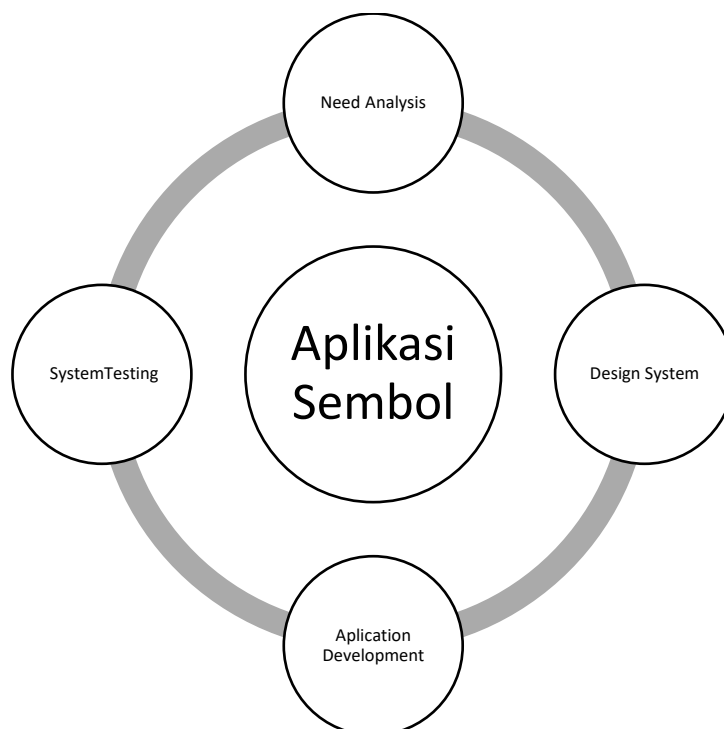 Need Analysis
SystemTesting
Aplikasi
Sembol
Design System
Aplication
Development